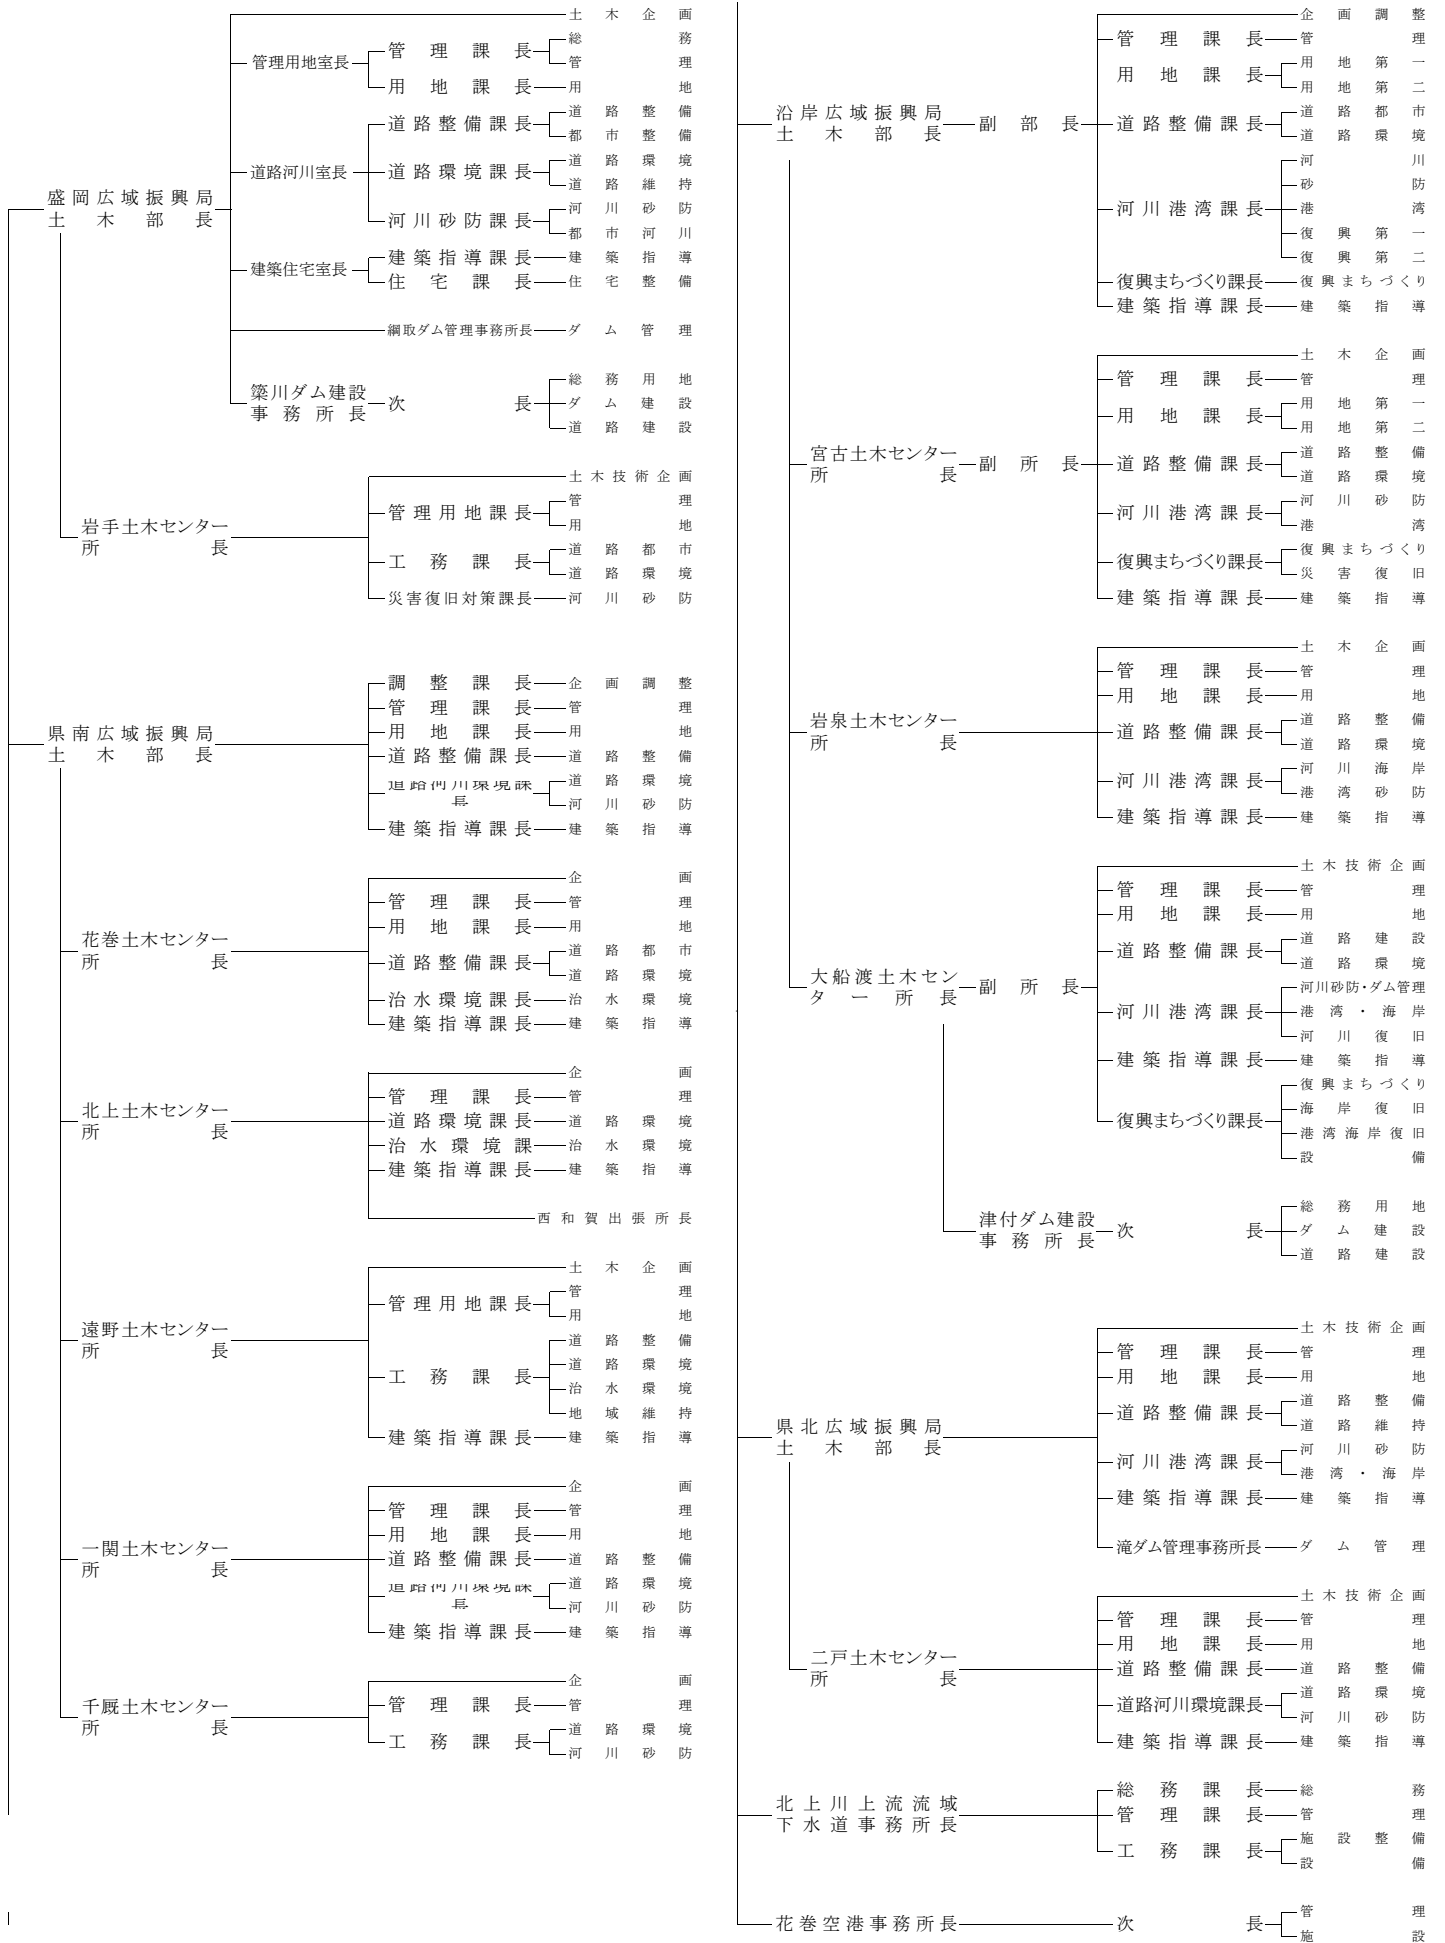 土木企画
総務
管理課長
管理用地室長
管理
用地課長
用地
道路整備
道路整備課長
都市整備
道路環境
道路河川室長
道路環境課長
道路維持
盛岡広域振興局
土木部長
河川砂防
河川砂防課長
都市河川
建築指導課長
建築指導
建築住宅室長
住宅課長
住宅整備
綱取ダム管理事務所長
ダム管理
総務用地
簗川ダム建設
事務所長
次長
ダム建設
道路建設
土木技術企画
管理
管理用地課長
用地
岩手土木センター
所長
道路都市
工務課長
道路環境
災害復旧対策課長
河川砂防
調整課長
企画調整
管理課長
管理
県南広域振興局
土木部長
用地課長
用地
道路整備課長
道路整備
道路河川環境課
長
道路環境
河川砂防
建築指導課長
建築指導
企画
管理課長
管理
用地課長
用地
花巻土木センター
所長
道路整備課長
道路都市
道路環境
治水環境課長
治水環境
建築指導課長
建築指導
企画
管理課長
管理
北上土木センター
所長
道路環境課長
道路環境
治水環境課
治水環境
建築指導課長
建築指導
西和賀出張所長
土木企画
管理用地課長
管理
用地
遠野土木センター
所長
工務課長
道路整備
道路環境
治水環境
地域維持
建築指導課長
建築指導
企画
管理課長
管理
用地課長
用地
一関土木センター
所長
道路整備課長
道路整備
道路河川環境課
長
道路環境
河川砂防
建築指導課長
建築指導
企画
千厩土木センター
所長
管理課長
管理
工務課長
道路環境
河川砂防
企画調整
管理課長
管理
用地課長
用地第一
用地第二
沿岸広域振興局
土木部長
副部長
道路整備課長
道路都市
道路環境
河川港湾課長
河川
砂防
港湾
復興第一
復興第二
復興まちづくり課長
復興まちづくり
建築指導課長
建築指導
土木企画
管理課長
管理
用地課長
用地第一
用地第二
宮古土木センター
所長
副所長
道路整備課長
道路整備
道路環境
河川港湾課長
河川砂防
港湾
復興まちづくり課長
復興まちづくり
災害復旧
建築指導課長
建築指導
土木企画
管理課長
管理
用地課長
用地
岩泉土木センター
所長
道路整備課長
道路整備
道路環境
河川港湾課長
河川海岸
港湾砂防
建築指導課長
建築指導
土木技術企画
管理課長
管理
用地課長
用地
道路整備課長
道路建設
道路環境
大船渡土木セン
ター所長
副所長
河川港湾課長
河川砂防・ダム管理
港湾・海岸
河川復旧
建築指導課長
建築指導
復興まちづくり課長
復興まちづくり
海岸復旧
港湾海岸復旧
設備
津付ダム建設
事務所長
次長
総務用地
ダム建設
道路建設
土木技術企画
管理課長
管理
用地課長
用地
県北広域振興局
土木部長
道路整備課長
道路整備
道路維持
河川港湾課長
河川砂防
港湾・海岸
建築指導課長
建築指導
滝ダム管理事務所長
ダム管理
土木技術企画
管理課長
管理
用地課長
用地
二戸土木センター
所長
道路整備課長
道路整備
道路河川環境課長
道路環境
河川砂防
建築指導課長
建築指導
総務課長
総務
北上川上流流域
下水道事務所長
管理課長
管理
工務課長
施設整備
設備
花巻空港事務所長
次長
管理
施設